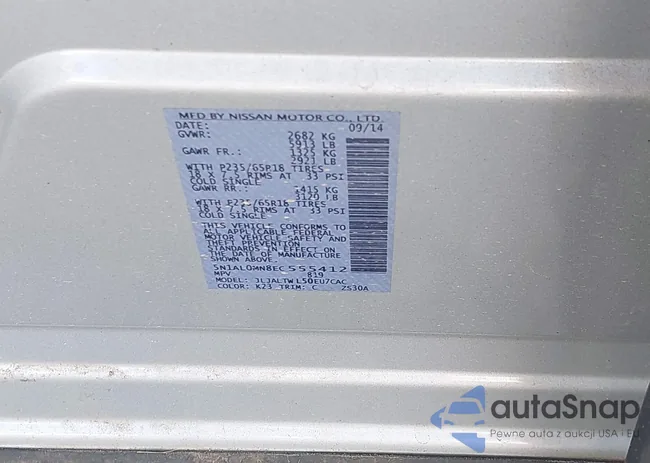 MFD BY NISSAN MOTOR CO., LTD.
DATE: 09/14
GVWR: 2682 KG
5913 LB
GAWR FR.: 1325 KG
2921 LB
WITH P235/65R18 TIRES
18 X 7.5 RIMS AT 33 PSI
COLD SINGLE
GAWR RR.: 1415 KG
3120 LB
WITH P235/65R18 TIRES
18 X 7.5 RIMS AT 33 PSI
COLD SINGLE
THIS VEHICLE CONFORMS TO
ALL APPLICABLE FEDERAL
MOTOR VEHICLE SAFETY AND
THEFT PREVENTION
STANDARDS IN EFFECT ON
THE DATE OF MANUFACTURE
SHOWN ABOVE.
5N1AL0MN8EC555412
MPV 819
MODEL: JLJALTWL50EU7CAC
COLOR: K23 TRIM: C 2S30A
autaSnap
Pewne auta z aukcji USA i EU